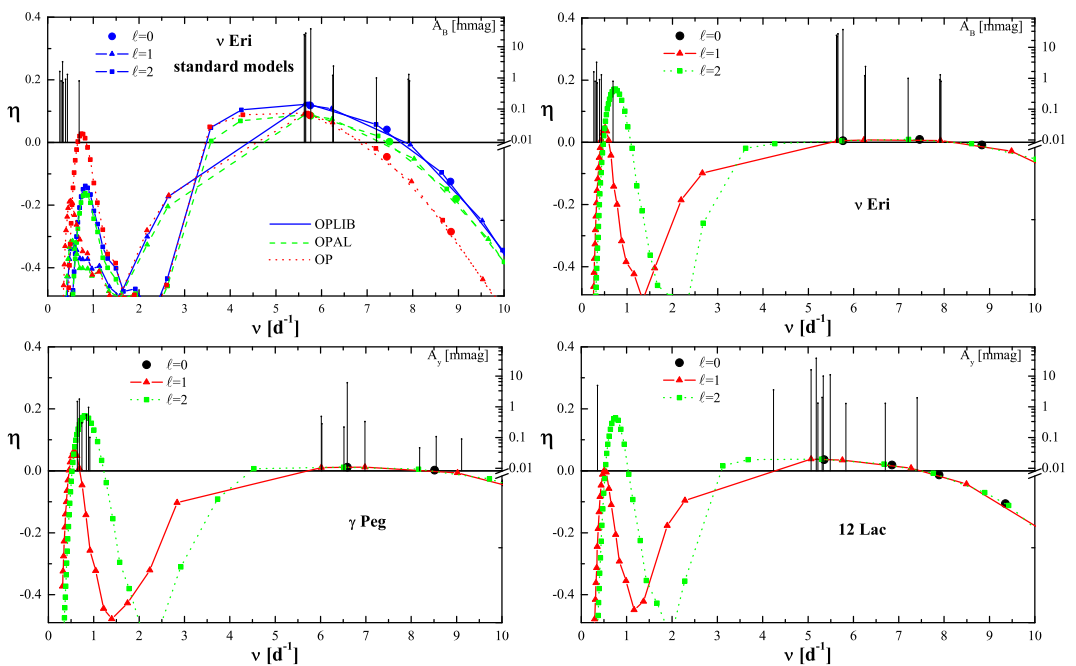 0.4
0.2
0.0
-0.2
-0.4
η
0 1 2 3 4 5 6 7 8 9 10
ν [d⁻¹]
A_B [mmag]
10
1
0.1
0.01
ℓ=0
ℓ=1
ℓ=2
ν Eri
standard models
OPLIB
OPAL
OP
0.4
0.2
0.0
-0.2
-0.4
η
0 1 2 3 4 5 6 7 8 9 10
ν [d⁻¹]
A_B [mmag]
10
1
0.1
0.01
ℓ=0
ℓ=1
ℓ=2
ν Eri
0.4
0.2
0.0
-0.2
-0.4
η
0 1 2 3 4 5 6 7 8 9 10
ν [d⁻¹]
A_y [mmag]
10
1
0.1
0.01
ℓ=0
ℓ=1
ℓ=2
γ Peg
0.4
0.2
0.0
-0.2
-0.4
η
0 1 2 3 4 5 6 7 8 9 10
ν [d⁻¹]
A_y [mmag]
10
1
0.1
0.01
ℓ=0
ℓ=1
ℓ=2
12 Lac